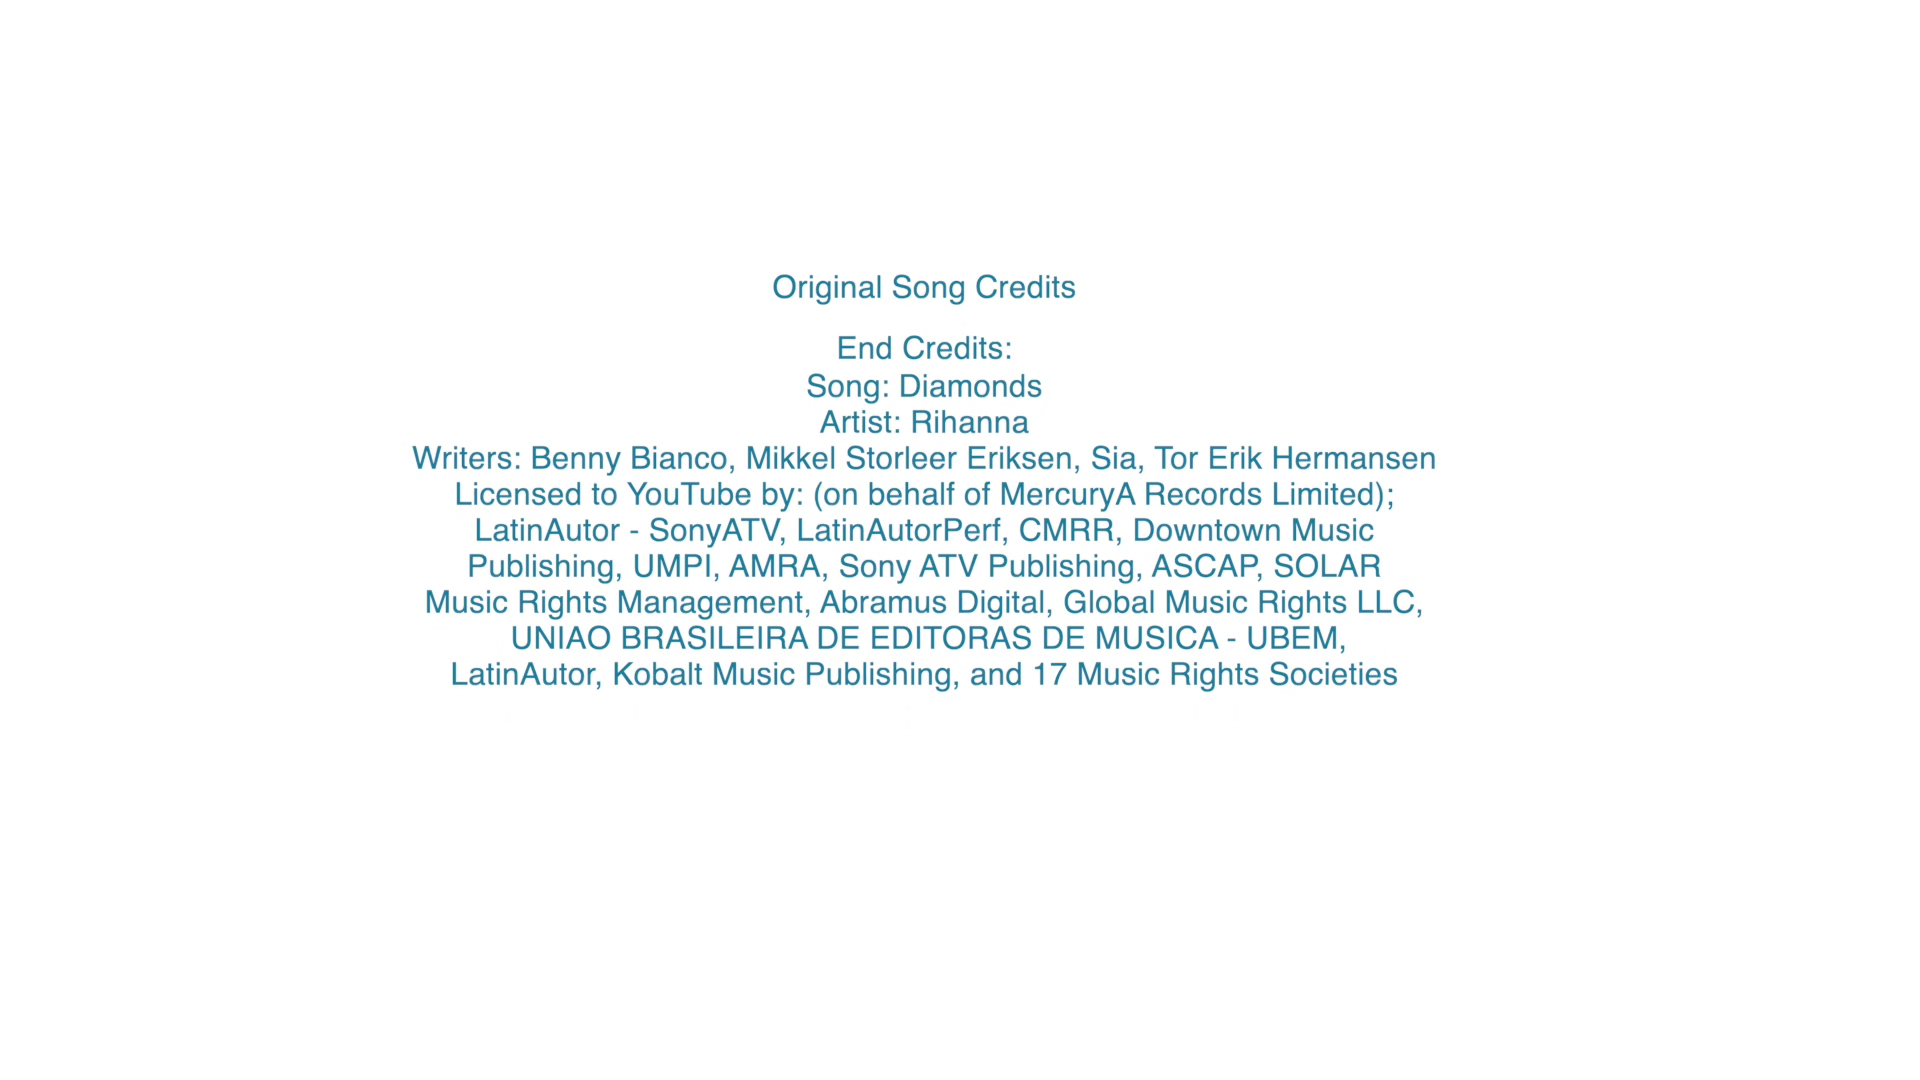 Original Song Credits
End Credits:
Song: Diamonds
Artist: Rihanna
Writers: Benny Bianco, Mikkel Storleer Eriksen, Sia, Tor Erik Hermansen
Licensed to YouTube by: (on behalf of MercuryA Records Limited);
LatinAutor - SonyATV, LatinAutorPerf, CMRR, Downtown Music
Publishing, UMPI, AMRA, Sony ATV Publishing, ASCAP, SOLAR
Music Rights Management, Abramus Digital, Global Music Rights LLC,
UNIAO BRASILEIRA DE EDITORAS DE MUSICA - UBEM,
LatinAutor, Kobalt Music Publishing, and 17 Music Rights Societies